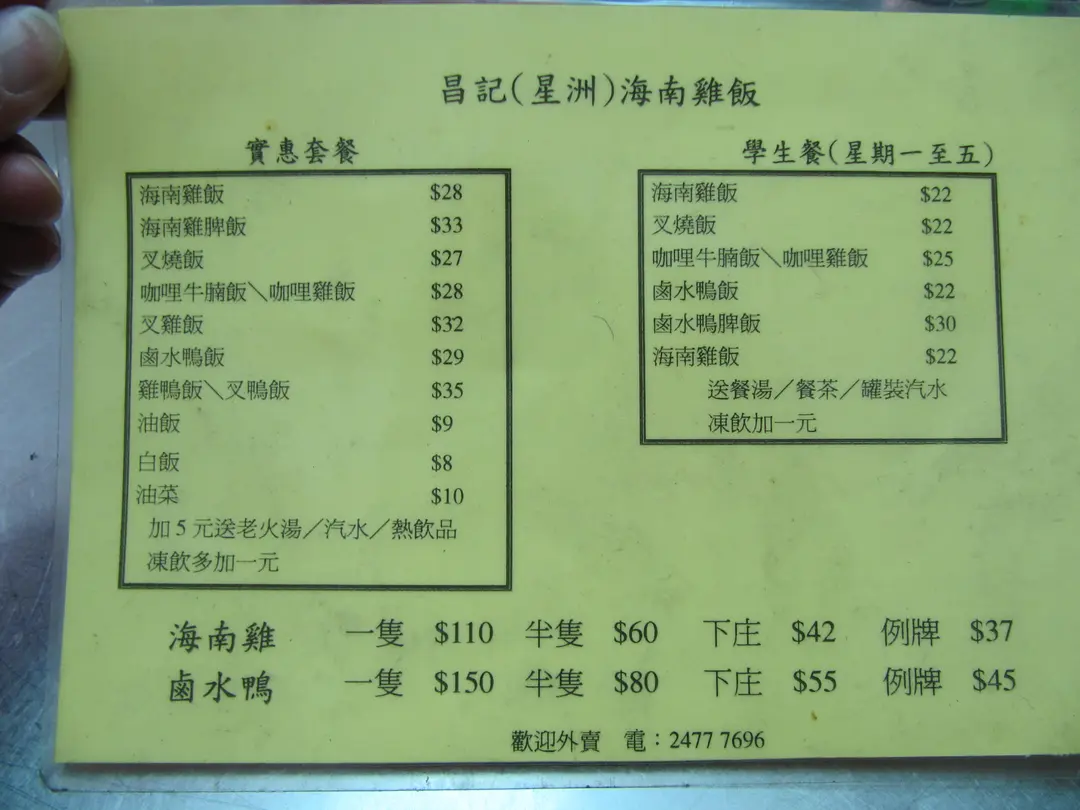 昌記(星洲)海南雞飯
實惠套餐
海南雞飯 $28
海南雞脾飯 $33
叉燒飯 $27
咖哩牛腩飯＼咖哩雞飯 $28
叉雞飯 $32
鹵水鴨飯 $29
雞鴨飯＼叉鴨飯 $35
油飯 $9
白飯 $8
油菜 $10
加 5 元送老火湯／汽水／熱飲品
凍飲多加一元
學生餐(星期一至五)
海南雞飯 $22
叉燒飯 $22
咖哩牛腩飯＼咖哩雞飯 $25
鹵水鴨飯 $22
鹵水鴨脾飯 $30
海南雞飯 $22
送餐湯／餐茶／罐裝汽水
凍飲加一元
海南雞 一隻 $110 半隻 $60 下庄 $42 例牌 $37
鹵水鴨 一隻 $150 半隻 $80 下庄 $55 例牌 $45
歡迎外賣 電：2477 7696